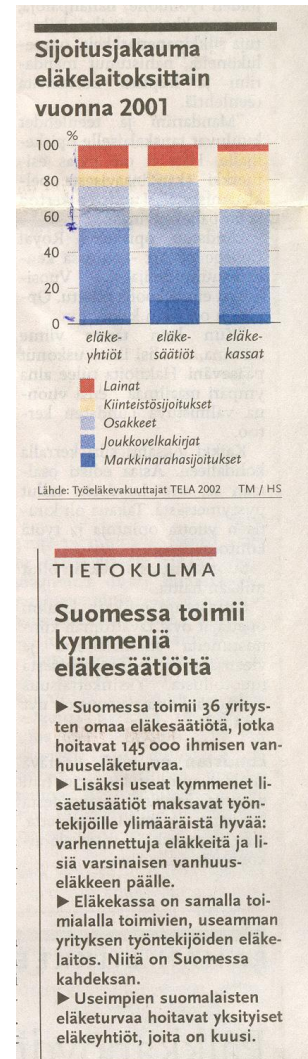 Sijoitusjakauma
eläkelaitoksittain
vuonna 2001
%
100
80
60
40
20
0
eläke-
yhtiöt
eläke-
säätiöt
eläke-
kassat
Lainat
Kiinteistösijoitukset
Osakkeet
Joukkovelkakirjat
Markkinarahasijoitukset
Lähde: Työeläkevakuuttajat TELA 2002 TM / HS
TIETOKULMA
Suomessa toimii
kymmeniä
eläkesäätiöitä
▶ Suomessa toimii 36 yritys-
ten omaa eläkesäätiötä, jotka
hoitavat 145 000 ihmisen van-
huuseläketurvaa.
▶ Lisäksi useat kymmenet li-
säetusäätiöt maksavat työn-
tekijöille ylimääräistä hyvää:
varhennettuja eläkkeitä ja li-
siä varsinaisen vanhuus-
eläkkeen päälle.
▶ Eläkekassa on samalla toi-
mialalla toimivien, useamman
yrityksen työntekijöiden eläke-
laitos. Niitä on Suomessa
kahdeksan.
▶ Useimpien suomalaisten
eläketurvaa hoitavat yksityiset
eläkeyhtiöt, joita on kuusi.